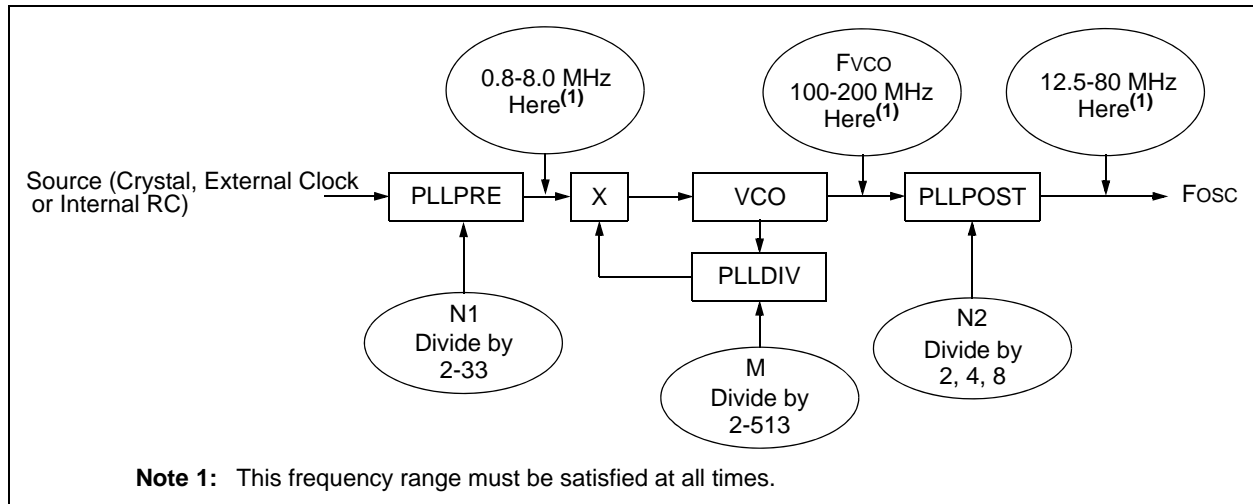 0.8-8.0 MHz
Here(1)
FVCO
100-200 MHz
Here(1)
12.5-80 MHz
Here(1)
Source (Crystal, External Clock
or Internal RC)
PLLPRE
X
VCO
PLLPOST
FOSC
PLLDIV
N1
Divide by
2-33
M
Divide by
2-513
N2
Divide by
2, 4, 8
Note 1: This frequency range must be satisfied at all times.